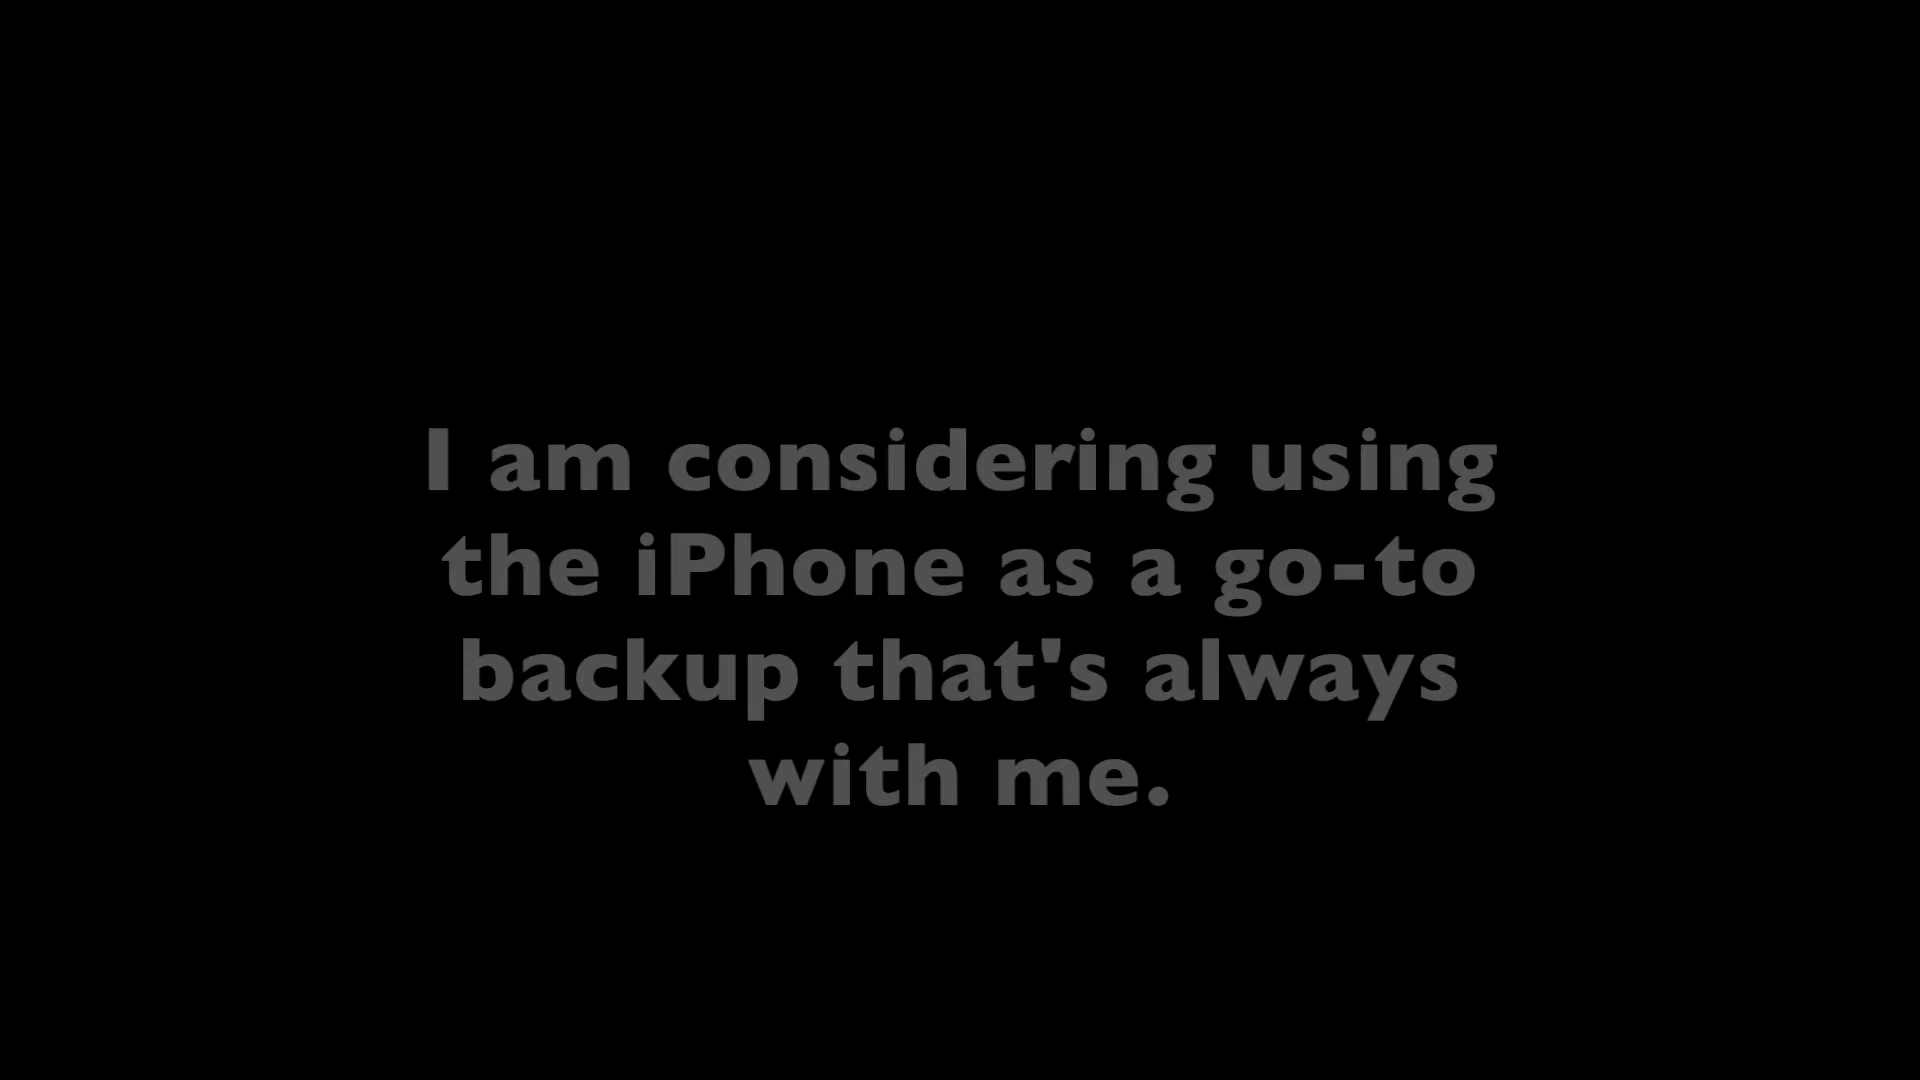 I am considering using
the iPhone as a go-to
backup that's always
with me.